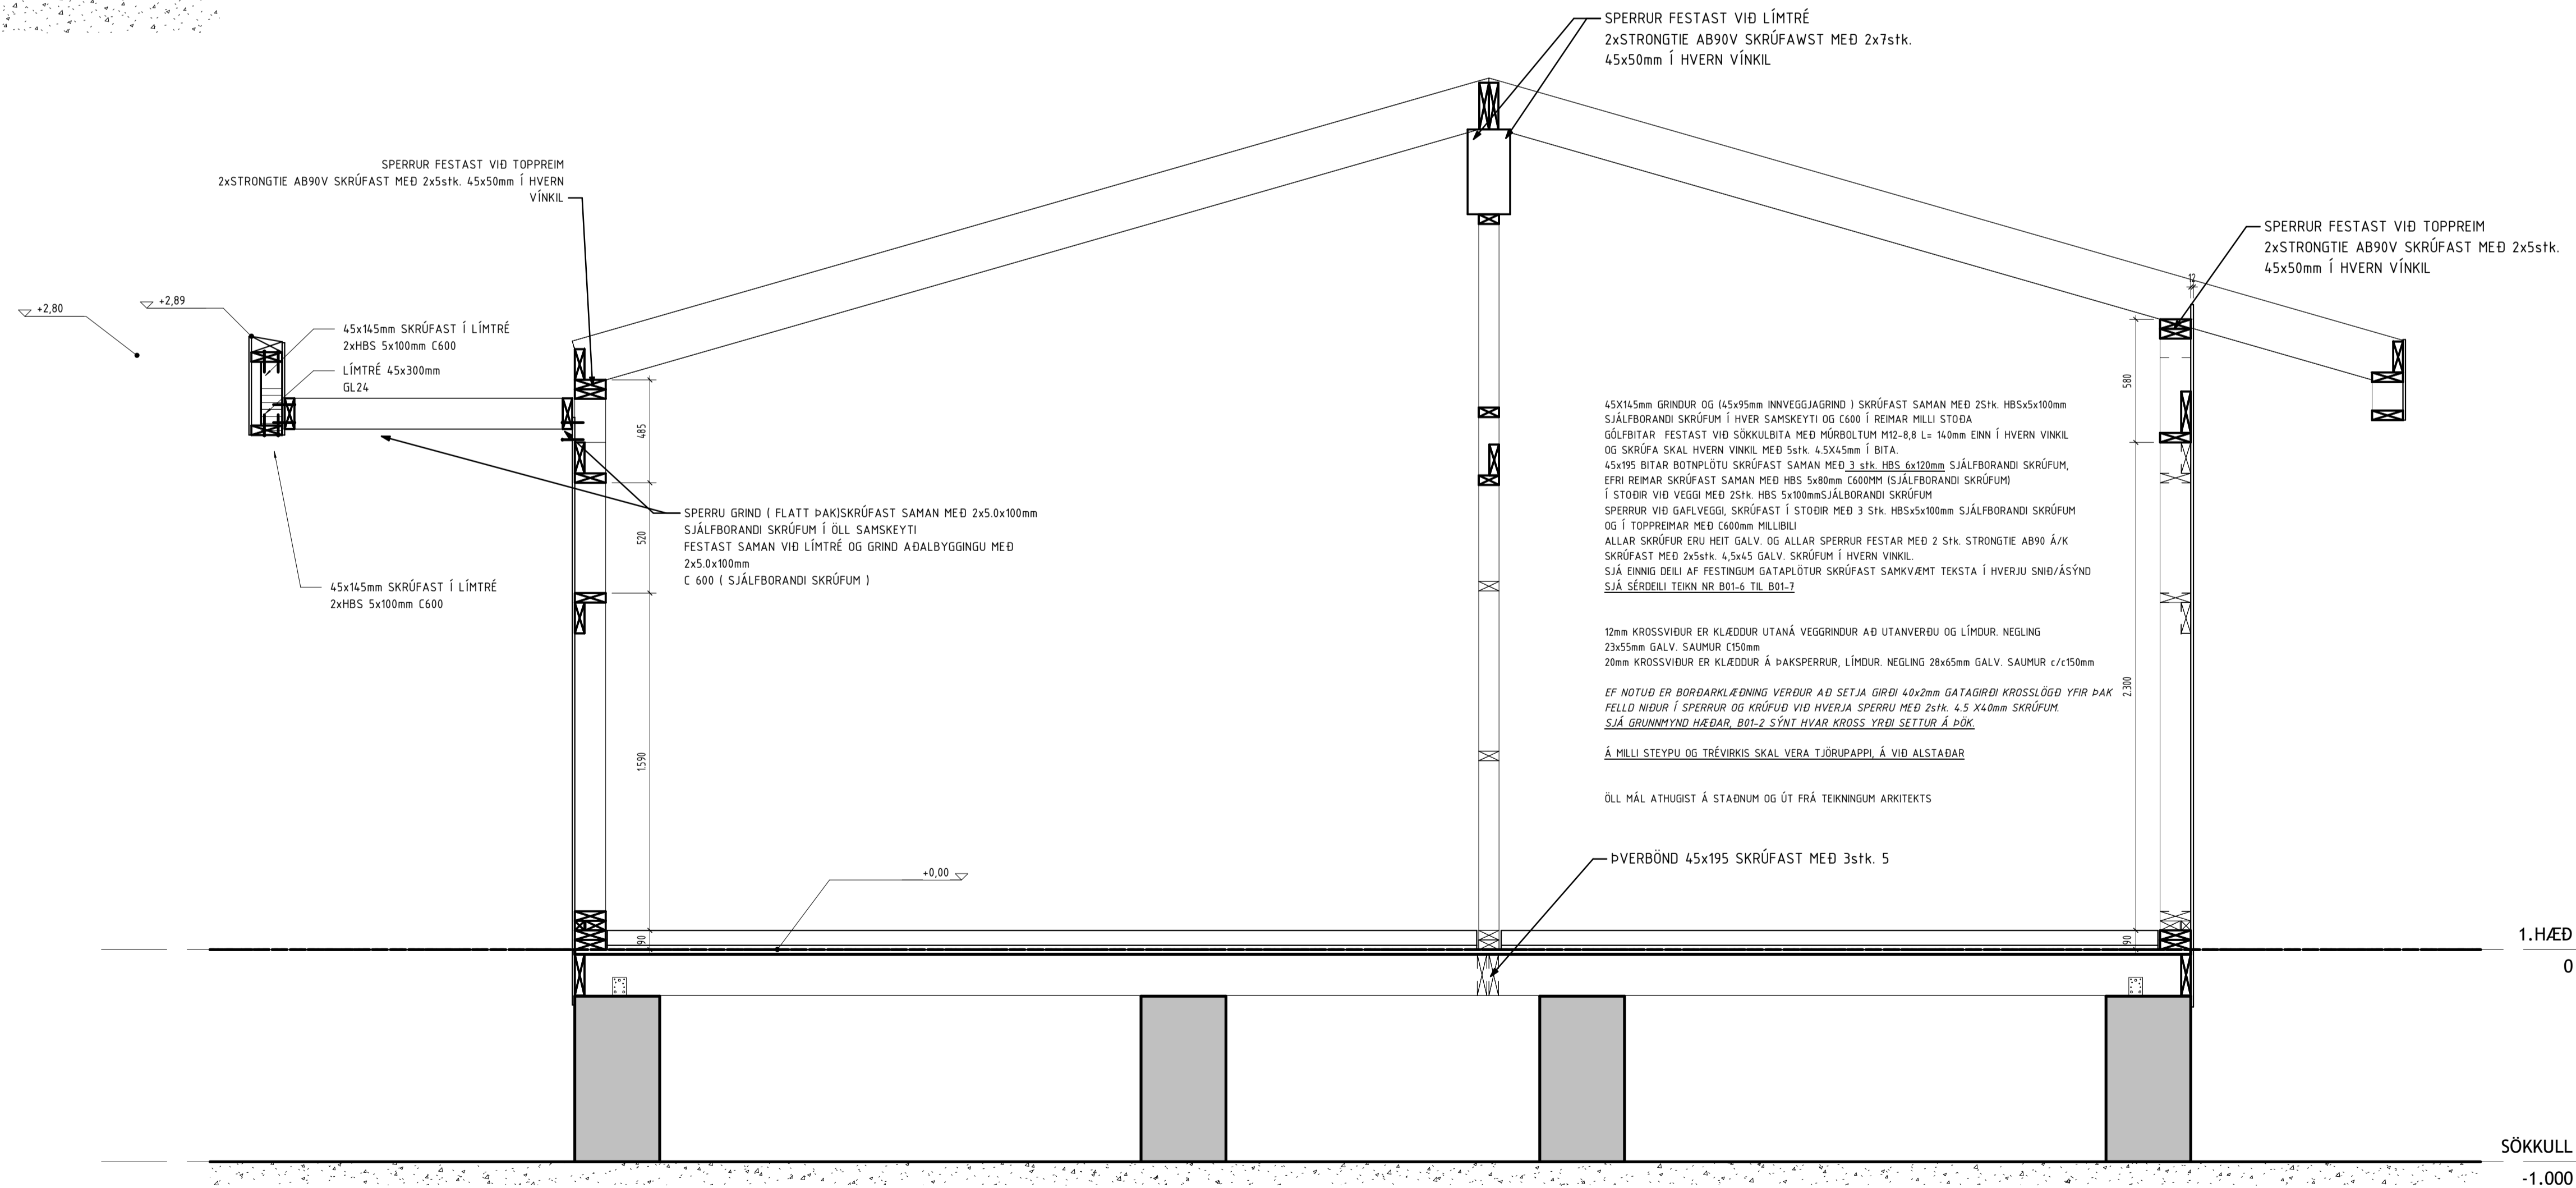 SPERRUR FESTAST VIÐ LÍMTRÉ
2xSTRONGTIE AB90V SKRÚFAWST MEÐ 2x7stk.
45x50mm Í HVERN VÍNKIL
SPERRUR FESTAST VIÐ TOPPREIM
2xSTRONGTIE AB90V SKRÚFAST MEÐ 2x5stk. 45x50mm Í HVERN
VÍNKIL
SPERRUR FESTAST VIÐ TOPPREIM
2xSTRONGTIE AB90V SKRÚFAST MEÐ 2x5stk.
45x50mm Í HVERN VÍNKIL
12
+2,80
+2,89
45x145mm SKRÚFAST Í LÍMTRÉ
2xHBS 5x100mm C600
LÍMTRÉ 45x300mm
GL24
485
520
1.590
90
580
2.300
90
SPERRU GRIND ( FLATT ÞAK)SKRÚFAST SAMAN MEÐ 2x5.0x100mm
SJÁLFBORANDI SKRÚFUM Í ÖLL SAMSKEYTI
FESTAST SAMAN VIÐ LÍMTRÉ OG GRIND AÐALBYGGINGU MEÐ
2x5.0x100mm
C 600 ( SJÁLFBORANDI SKRÚFUM )
45x145mm SKRÚFAST Í LÍMTRÉ
2xHBS 5x100mm C600
45X145mm GRINDUR OG (45x95mm INNVEGGJAGRIND ) SKRÚFAST SAMAN MEÐ 2Stk. HBSx5x100mm
SJÁLFBORANDI SKRÚFUM Í HVER SAMSKEYTI OG C600 Í REIMAR MILLI STOÐA
GÓLFBITAR FESTAST VIÐ SÖKKULBITA MEÐ MÚRBOLTUM M12-8,8 L= 140mm EINN Í HVERN VINKIL
OG SKRÚFA SKAL HVERN VINKIL MEÐ 5stk. 4.5X45mm Í BITA.
45x195 BITAR BOTNPLÖTU SKRÚFAST SAMAN MEÐ 3 stk. HBS 6x120mm SJÁLFBORANDI SKRÚFUM,
EFRI REIMAR SKRÚFAST SAMAN MEÐ HBS 5x80mm C600MM (SJÁLFBORANDI SKRÚFUM)
Í STOÐIR VIÐ VEGGI MEÐ 2Stk. HBS 5x100mmSJÁLBORANDI SKRÚFUM
SPERRUR VIÐ GAFLVEGGI, SKRÚFAST Í STOÐIR MEÐ 3 Stk. HBSx5x100mm SJÁLFBORANDI SKRÚFUM
OG Í TOPPREIMAR MEÐ C600mm MILLIBILI
ALLAR SKRÚFUR ERU HEIT GALV. OG ALLAR SPERRUR FESTAR MEÐ 2 Stk. STRONGTIE AB90 Á/K
SKRÚFAST MEÐ 2x5stk. 4,5x45 GALV. SKRÚFUM Í HVERN VINKIL.
SJÁ EINNIG DEILI AF FESTINGUM GATAPLÖTUR SKRÚFAST SAMKVÆMT TEKSTA Í HVERJU SNIÐ/ÁSÝND
SJÁ SÉRDEILI TEIKN NR B01-6 TIL B01-7
12mm KROSSVIÐUR ER KLÆDDUR UTANÁ VEGGRINDUR AÐ UTANVERÐU OG LÍMDUR. NEGLING
23x55mm GALV. SAUMUR C150mm
20mm KROSSVIÐUR ER KLÆDDUR Á ÞAKSPERRUR, LÍMDUR. NEGLING 28x65mm GALV. SAUMUR c/c150mm
EF NOTUÐ ER BORÐARKLÆÐNING VERÐUR AÐ SETJA GIRÐI 40x2mm GATAGIRÐI KROSSLÖGÐ YFIR ÞAK
FELLD NIÐUR Í SPERRUR OG KRÚFUÐ VIÐ HVERJA SPERRU MEÐ 2stk. 4.5 X40mm SKRÚFUM.
SJÁ GRUNNMYND HÆÐAR, B01-2 SÝNT HVAR KROSS YRÐI SETTUR Á ÞÖK.
Á MILLI STEYPU OG TRÉVIRKIS SKAL VERA TJÖRUPAPPI, Á VIÐ ALSTAÐAR
ÖLL MÁL ATHUGIST Á STAÐNUM OG ÚT FRÁ TEIKNINGUM ARKITEKTS
ÞVERBÖND 45x195 SKRÚFAST MEÐ 3stk. 5
+0,00
1.HÆÐ
0
SÖKKULL
-1.000